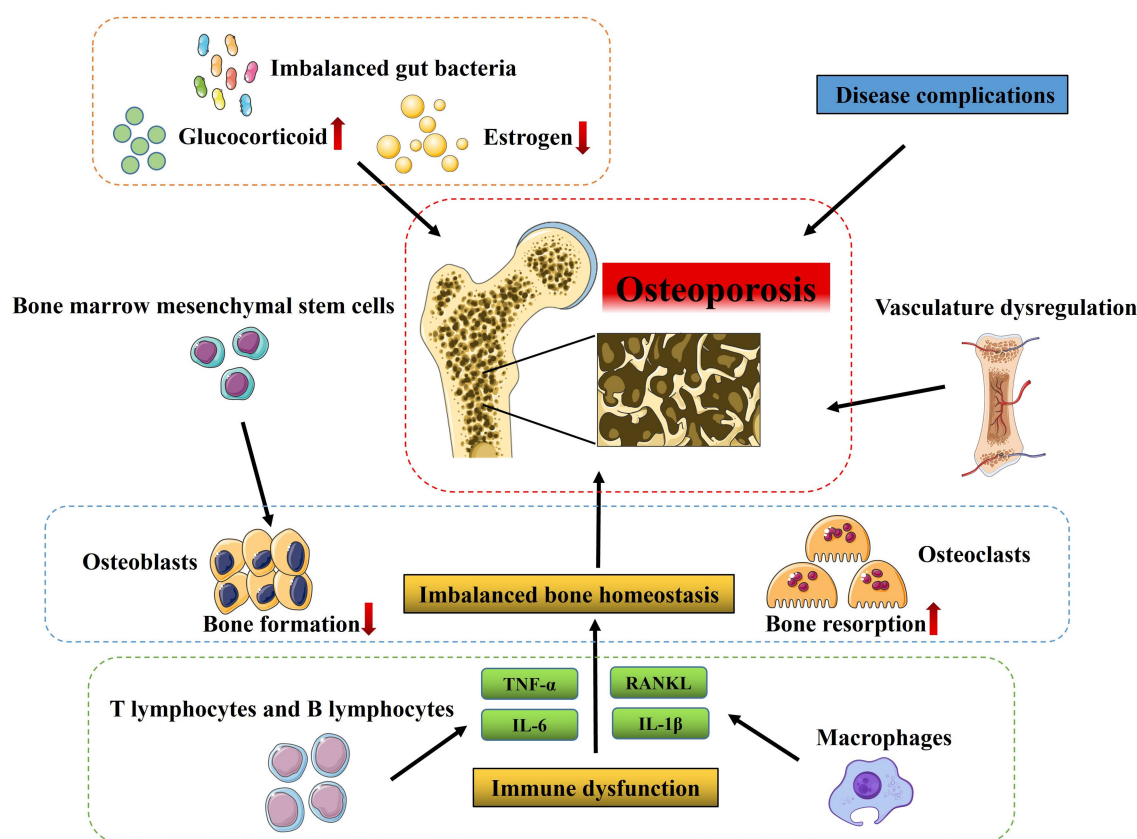 Imbalanced gut bacteria
Glucocorticoid
Estrogen
Disease complications
Osteoporosis
Bone marrow mesenchymal stem cells
Vasculature dysregulation
Osteoblasts
Osteoclasts
Imbalanced bone homeostasis
Bone formation
Bone resorption
TNF-α
RANKL
T lymphocytes and B lymphocytes
IL-6
IL-1β
Macrophages
Immune dysfunction